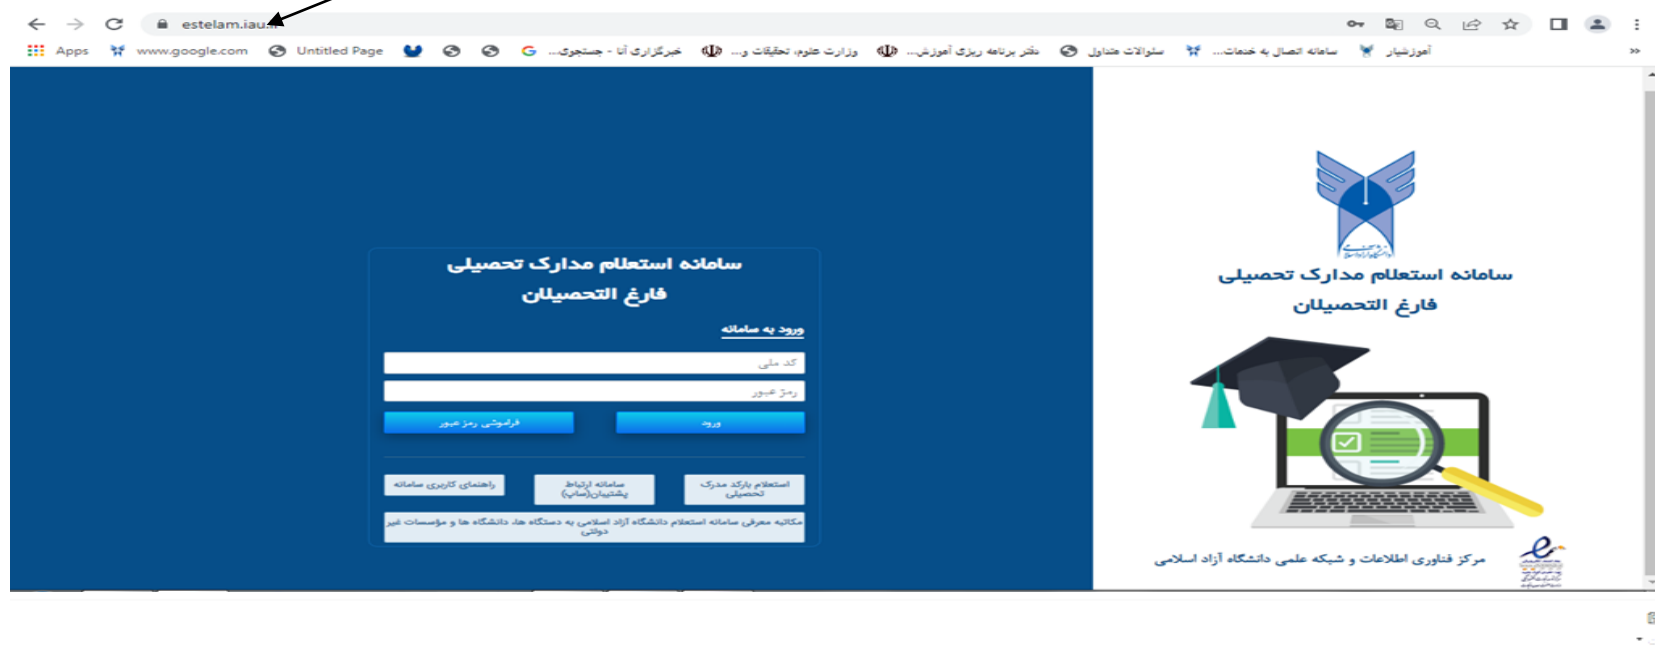 estelam.iau.ir
Apps www.google.com Untitled Page خبرگزاری آنا - جستجوی... وزارت علوم، تحقیقات و... دفتر برنامه ریزی آموزش... سئوالات متداول سامانه اتصال به خدمات... آموزشیار
سامانه استعلام مدارک تحصیلی
فارغ التحصیلان
ورود به سامانه
کد ملی
رمز عبور
ورود
فراموشی رمز عبور
استعلام بارکد مدرک
تحصیلی
سامانه ارتباط
پشتیبان(ساپ)
راهنمای کاربری سامانه
مکاتبه معرفی سامانه استعلام دانشگاه آزاد اسلامی به دستگاه ها، دانشگاه ها و مؤسسات غیر
دولتی
سامانه استعلام مدارک تحصیلی
فارغ التحصیلان
مرکز فناوری اطلاعات و شبکه علمی دانشگاه آزاد اسلامی